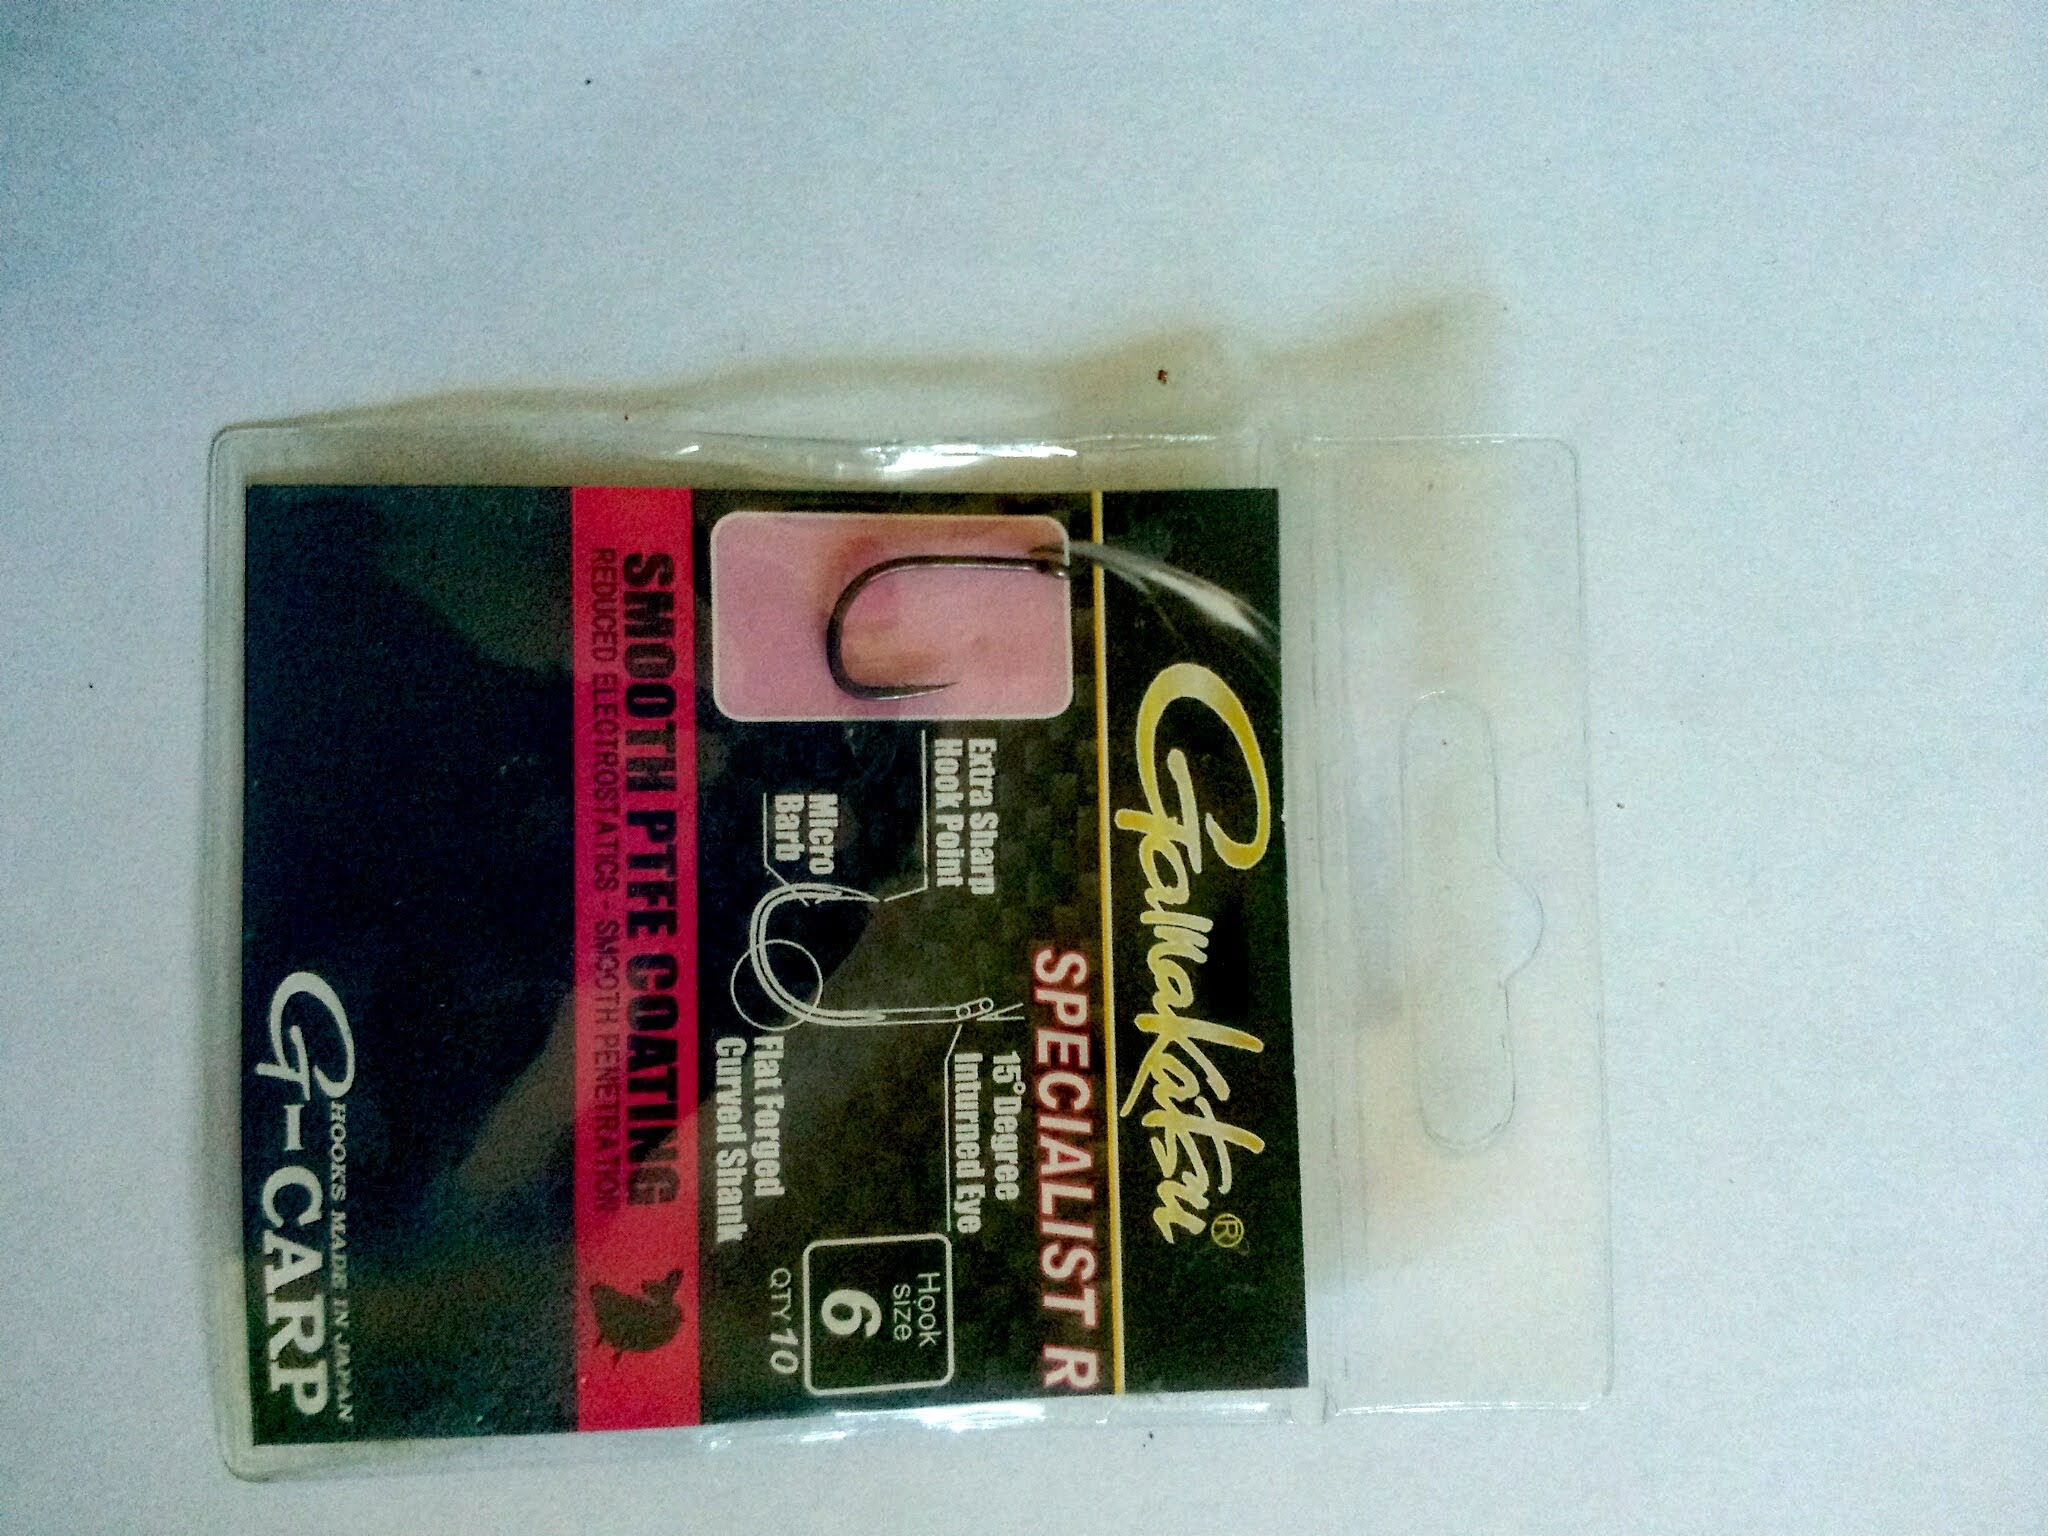 Gamakatsu®
SPECIALIST R
Extra Sharp
Hook Point
15° Degree
Inturned Eye
Micro
Barb
Flat Forged
Curved Shank
Hook
size
6
QTY 10
SMOOTH PTFE COATING
REDUCED ELECTROSTATICS - SMOOTH PENETRATION
HOOKS MADE IN JAPAN
G-CARP